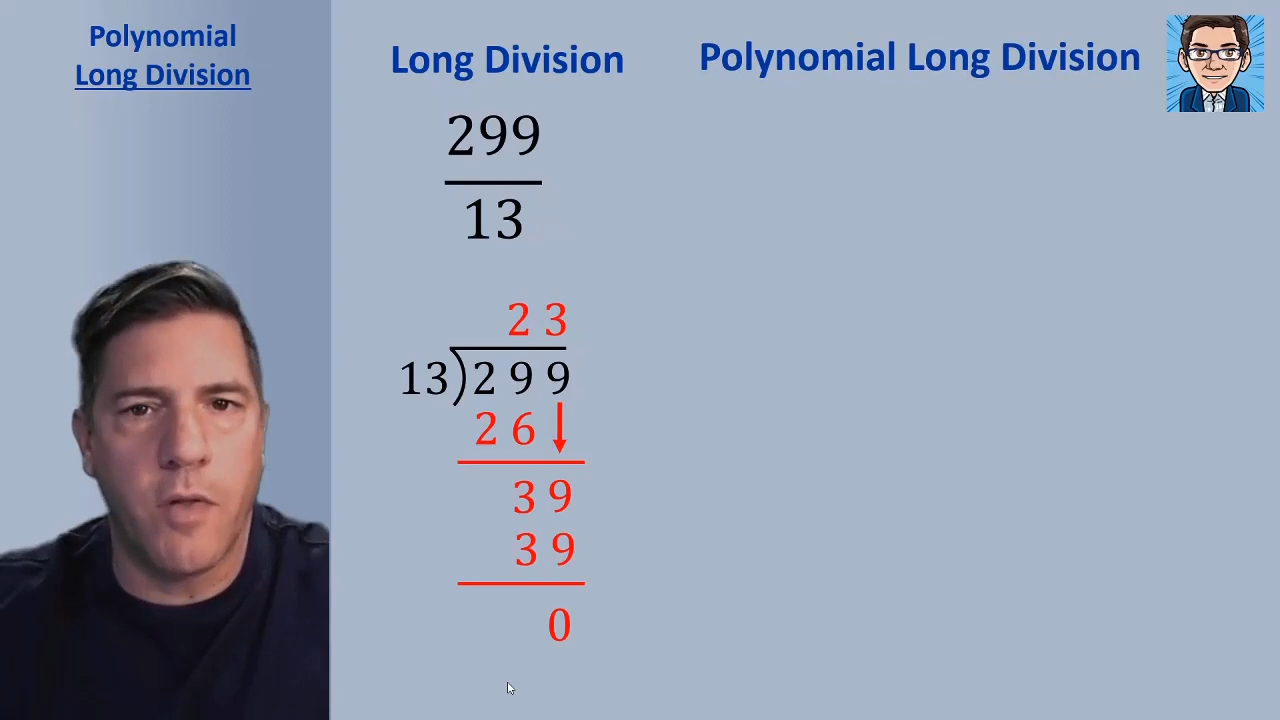 Polynomial
Long Division
Long Division
Polynomial Long Division
299
13
2 3
13)2 9 9
2 6
3 9
3 9
0